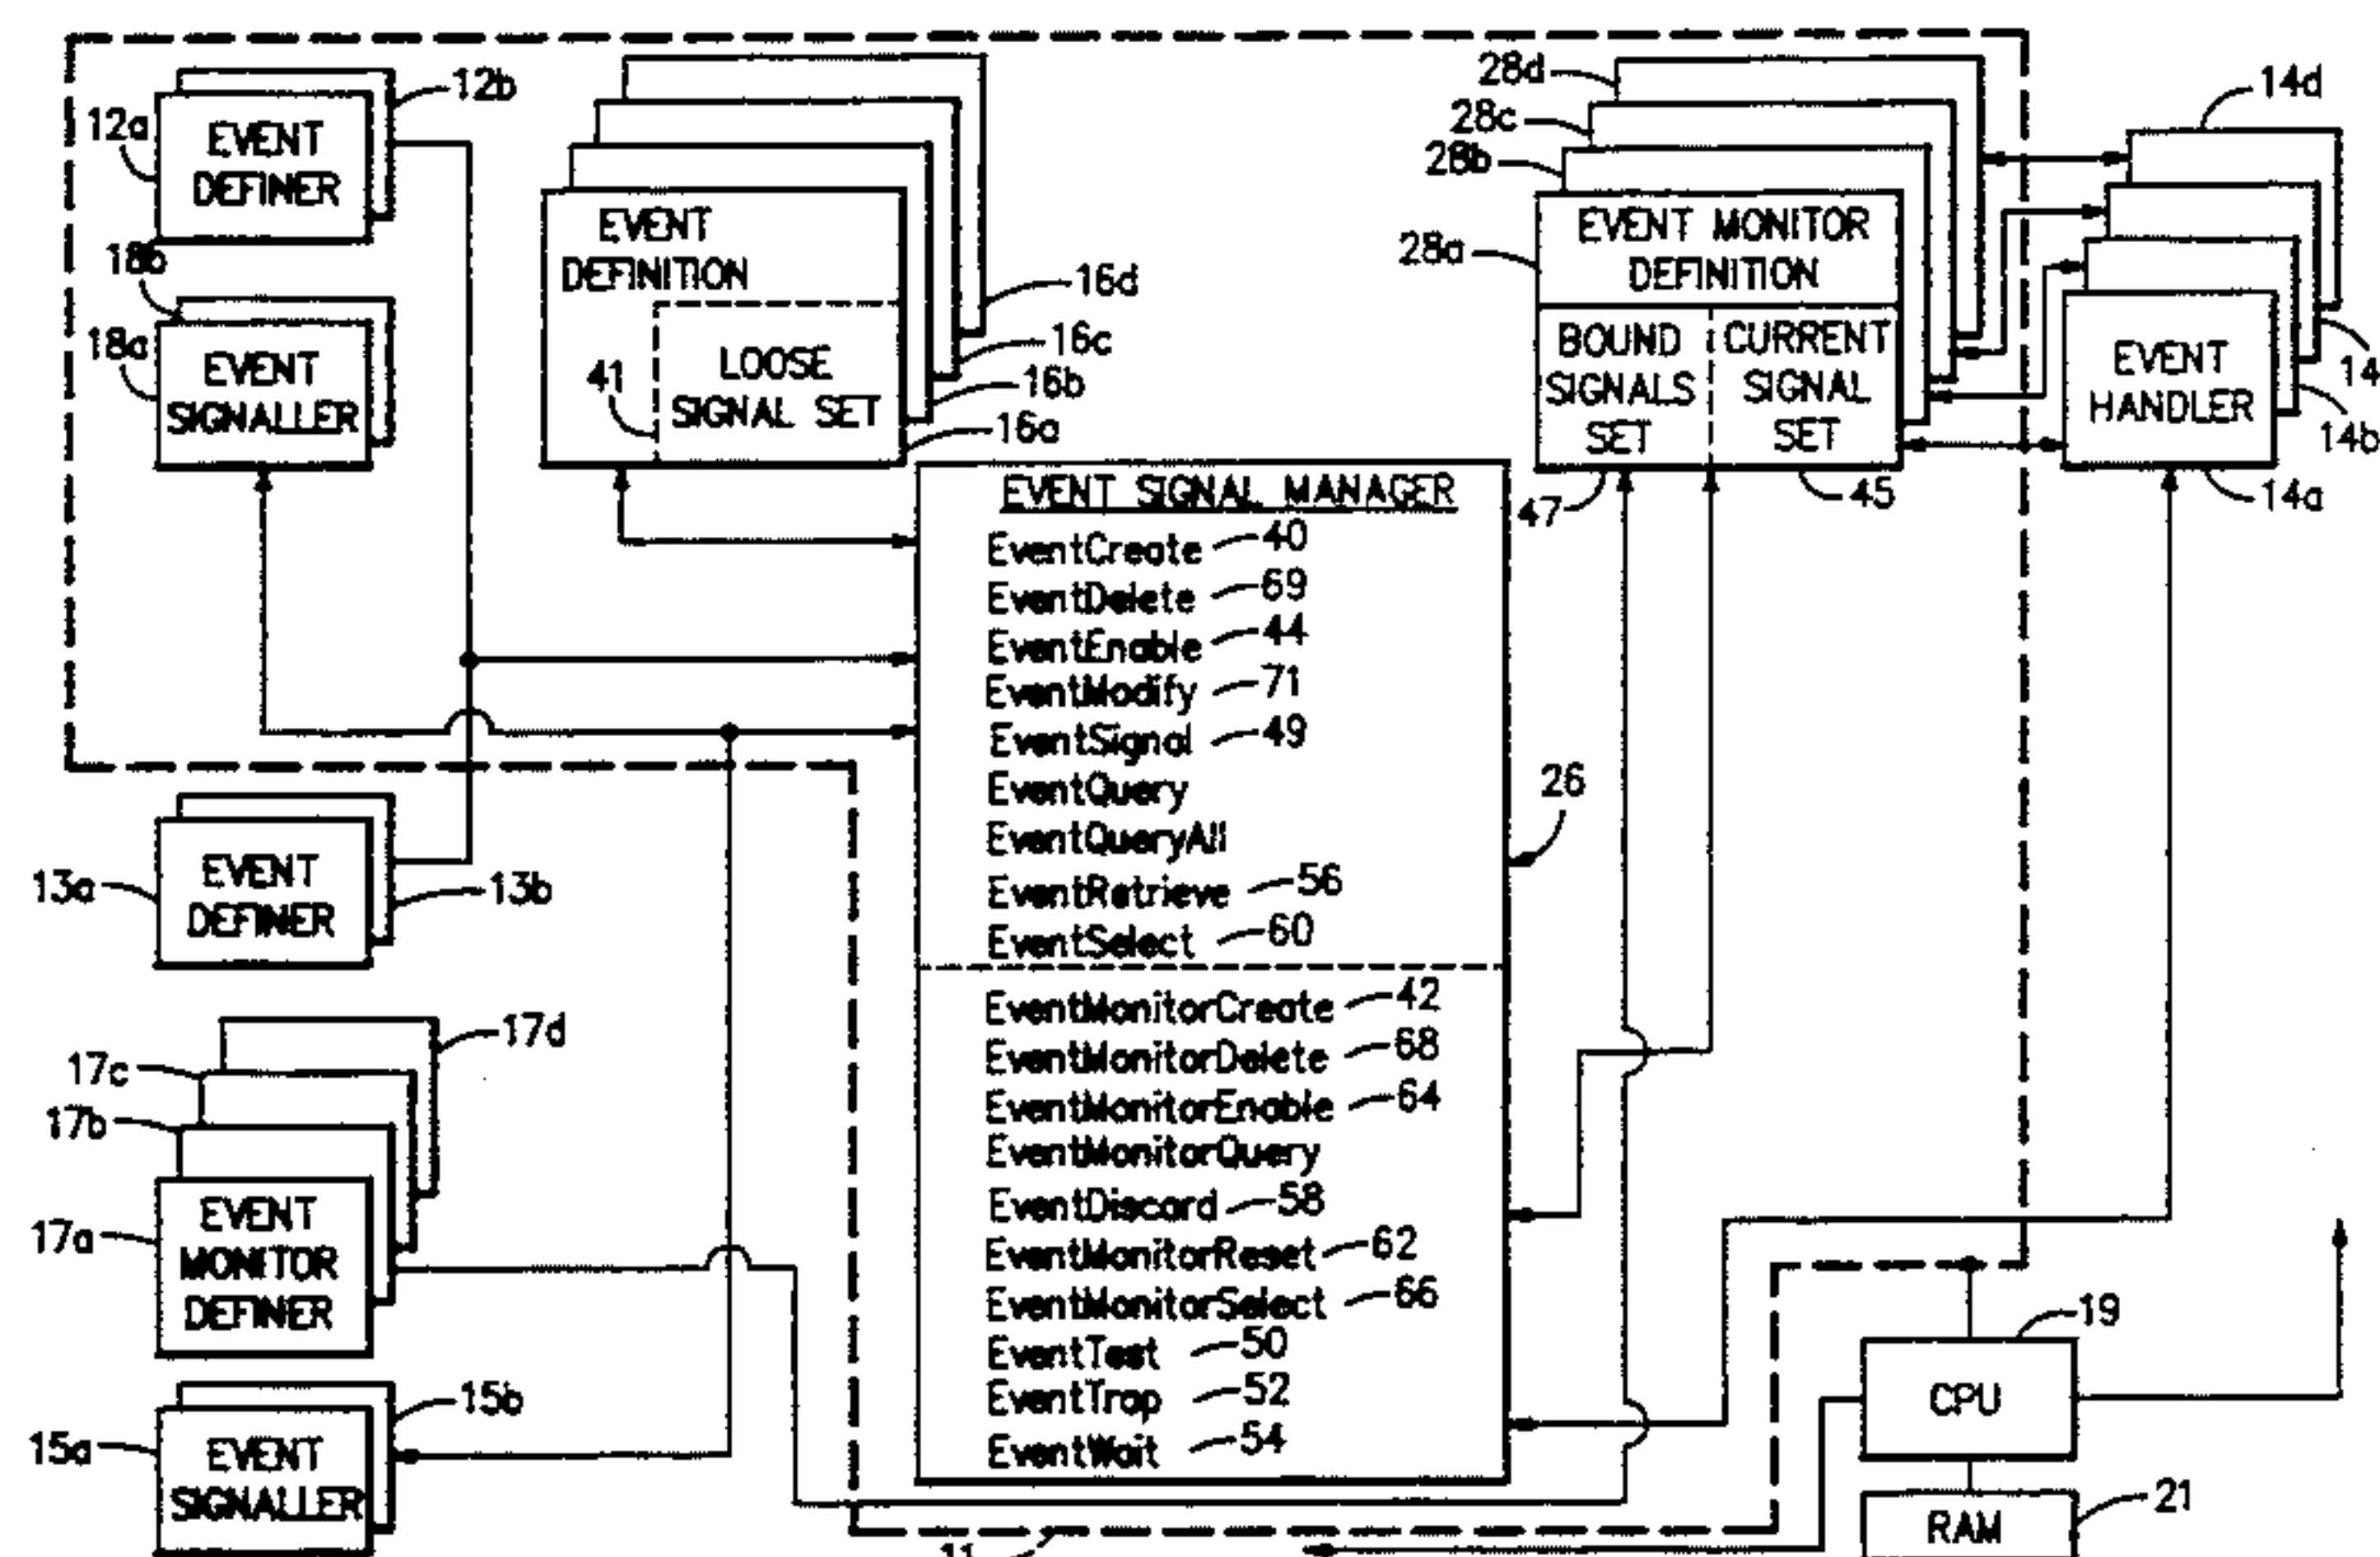 12a
EVENT
DEFINER
12b
18b
18a
EVENT
SIGNALLER
EVENT
DEFINITION
41
LOOSE
SIGNAL SET
16d
16c
16b
16a
28d
28c
28b
28a
EVENT MONITOR
DEFINITION
BOUND
SIGNALS
SET
CURRENT
SIGNAL
SET
47
45
14d
EVENT
HANDLER
14
14b
14a
EVENT SIGNAL MANAGER
EventCreate 40
EventDelete 69
EventEnable 44
EventModify 71
EventSignal 49
EventQuery
EventQueryAll
EventRetrieve 56
EventSelect 60
EventMonitorCreate 42
EventMonitorDelete 68
EventMonitorEnable 64
EventMonitorQuery
EventDiscard 58
EventMonitorReset 62
EventMonitorSelect 66
EventTest 50
EventTrap 52
EventWait 54
26
13a
EVENT
DEFINER
13b
17d
17c
17b
17a
EVENT
MONITOR
DEFINER
15b
15a
EVENT
SIGNALLER
19
CPU
21
RAM
11